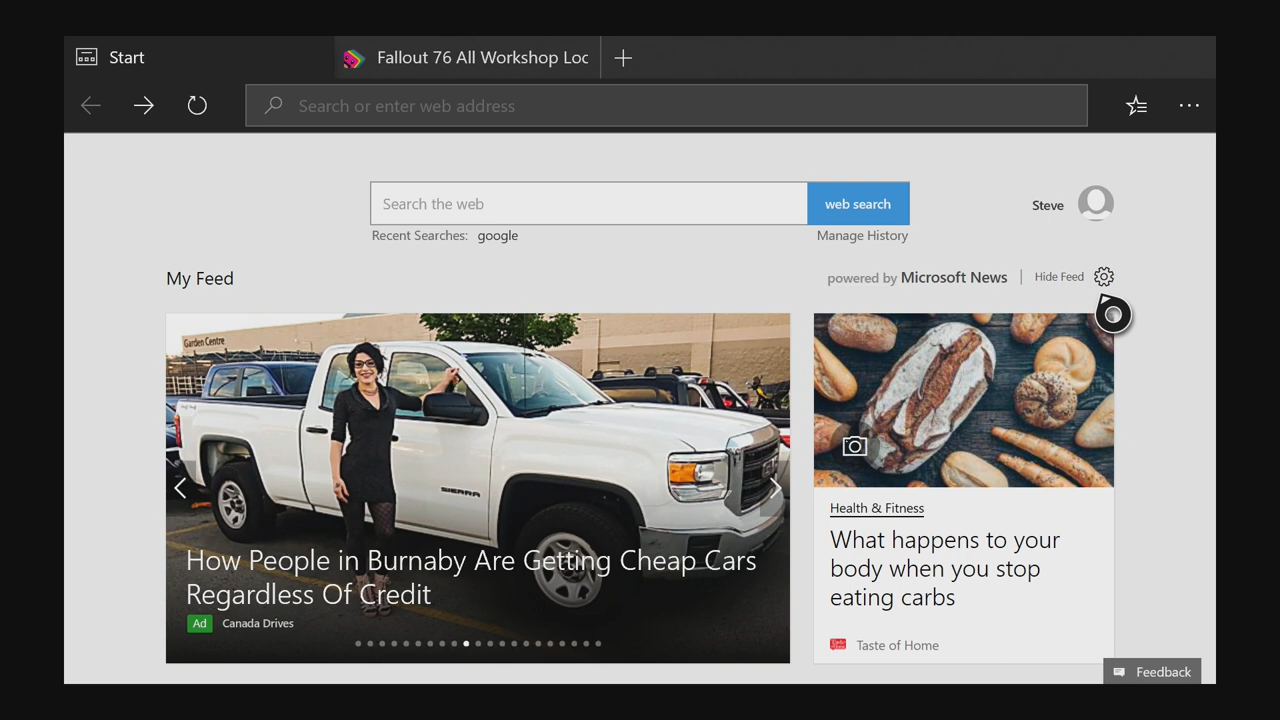 Start
Fallout 76 All Workshop Loc
Search or enter web address
Search the web
web search
Steve
Recent Searches: google
Manage History
My Feed
powered by Microsoft News
Hide Feed
Garden Centre
SIERRA
GMC
How People in Burnaby Are Getting Cheap Cars
Regardless Of Credit
Ad Canada Drives
Health & Fitness
What happens to your
body when you stop
eating carbs
Taste of Home
Feedback